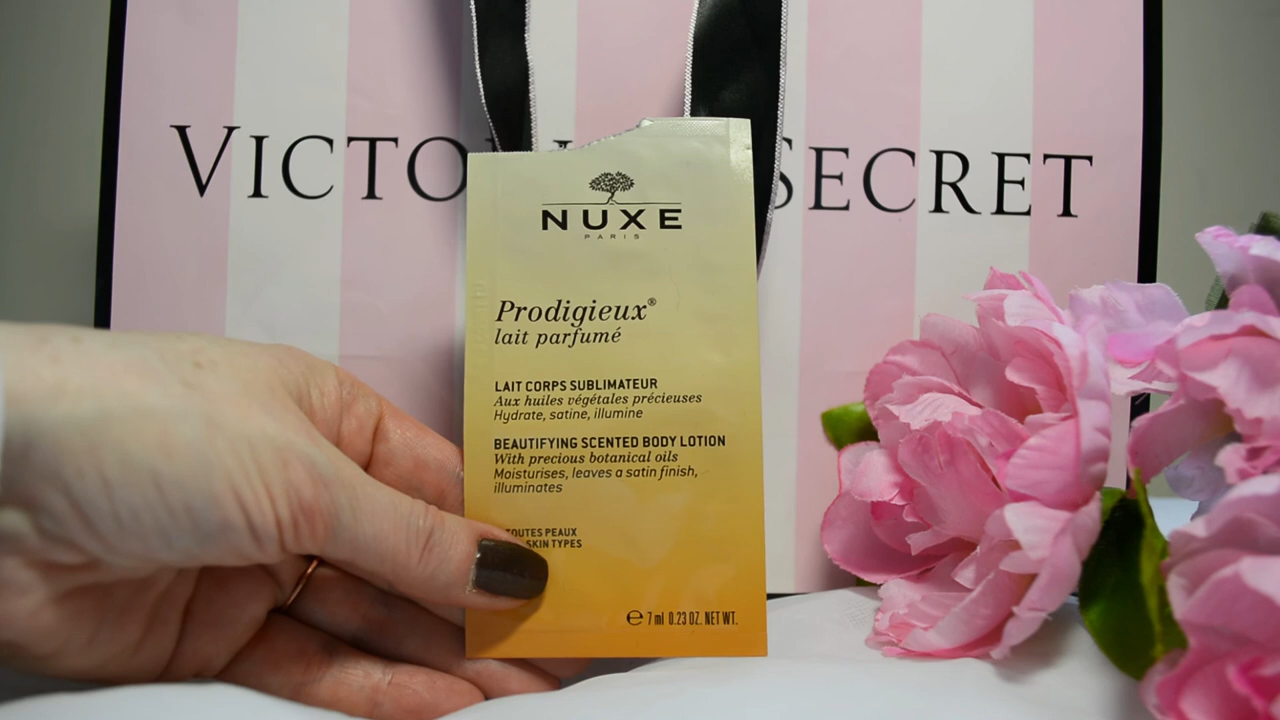 VICTO
SECRET
NUXE
PARIS
Prodigieux®
lait parfumé
LAIT CORPS SUBLIMATEUR
Aux huiles végétales précieuses
Hydrate, satine, illumine
BEAUTIFYING SCENTED BODY LOTION
With precious botanical oils
Moisturises, leaves a satin finish,
illuminates
TOUTES PEAUX
SKIN TYPES
℮ 7 ml 0.23 OZ. NET WT.